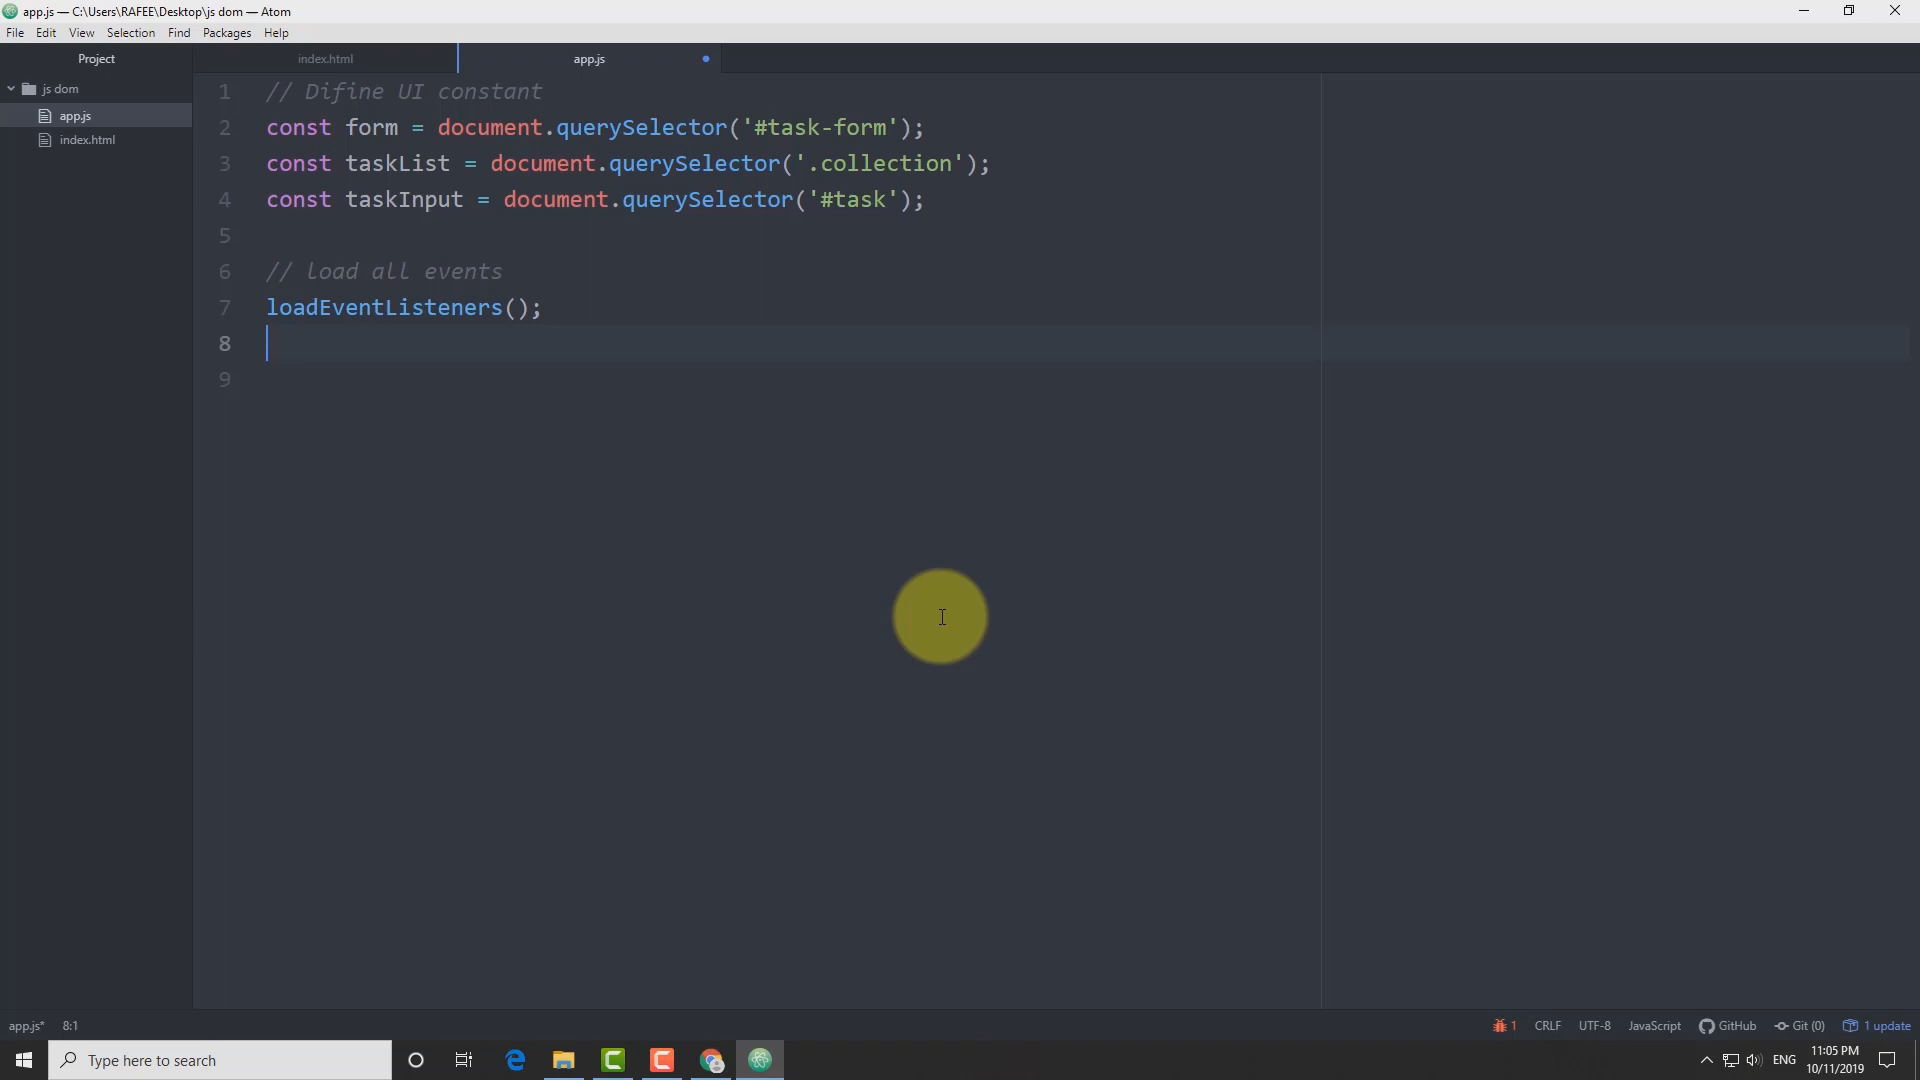 app.js — C:\Users\RAFEE\Desktop\js dom — Atom
File Edit View Selection Find Packages Help
Project
index.html
app.js
js dom
app.js
index.html
1 // Difine UI constant
2 const form = document.querySelector('#task-form');
3 const taskList = document.querySelector('.collection');
4 const taskInput = document.querySelector('#task');
5
6 // load all events
7 loadEventListeners();
8
9
app.js* 8:1
1 CRLF UTF-8 JavaScript GitHub Git (0) 1 update
Type here to search
ENG
11:05 PM
10/11/2019